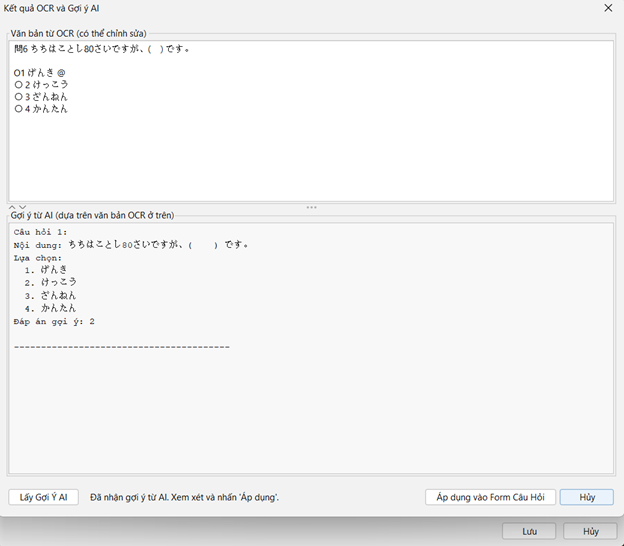 Kết quả OCR và Gợi ý AI
Văn bản từ OCR (có thể chỉnh sửa)
問6 ちちはことし80さいですが、(　)です。
O1 げんき @
〇 2 けっこう
〇 3 ざんねん
〇 4 かんたん
Gợi ý từ AI (dựa trên văn bản OCR ở trên)
Câu hỏi 1:
Nội dung: ちちはことし80さいですが、(　　) です。
Lựa chọn:
1. げんき
2. けっこう
3. ざんねん
4. かんたん
Đáp án gợi ý: 2
----------------------------------------
Lấy Gợi Ý AI
Đã nhận gợi ý từ AI. Xem xét và nhấn 'Áp dụng'.
Áp dụng vào Form Câu Hỏi
Hủy
Lưu
Hủy